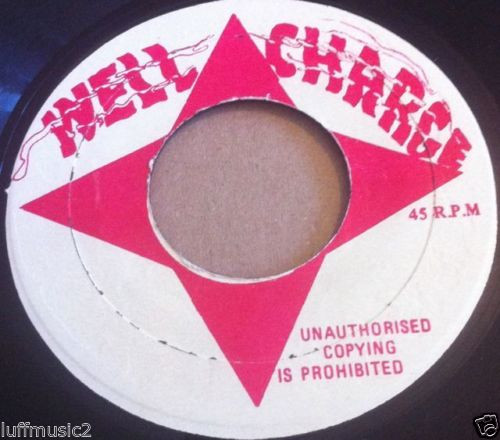 WELL CHARGE
45 R.P.M
UNAUTHORISED
COPYING
IS PROHIBITED
luffmusic2